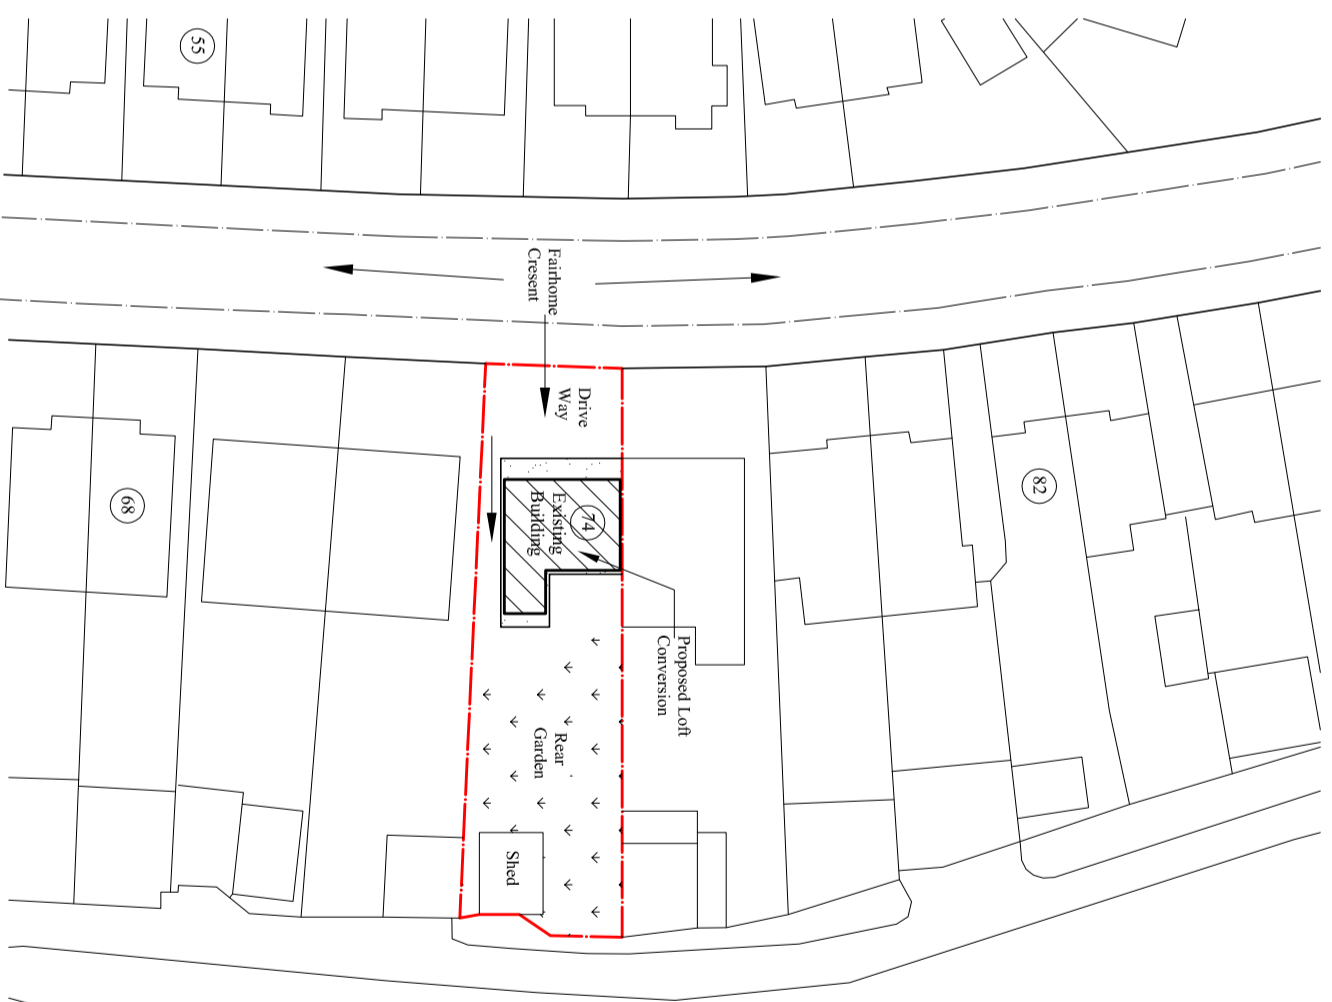 55
Fairhome
Cresent
Drive
Way
74
Existing
Building
82
68
Proposed Loft
Conversion
Rear
Garden
Shed